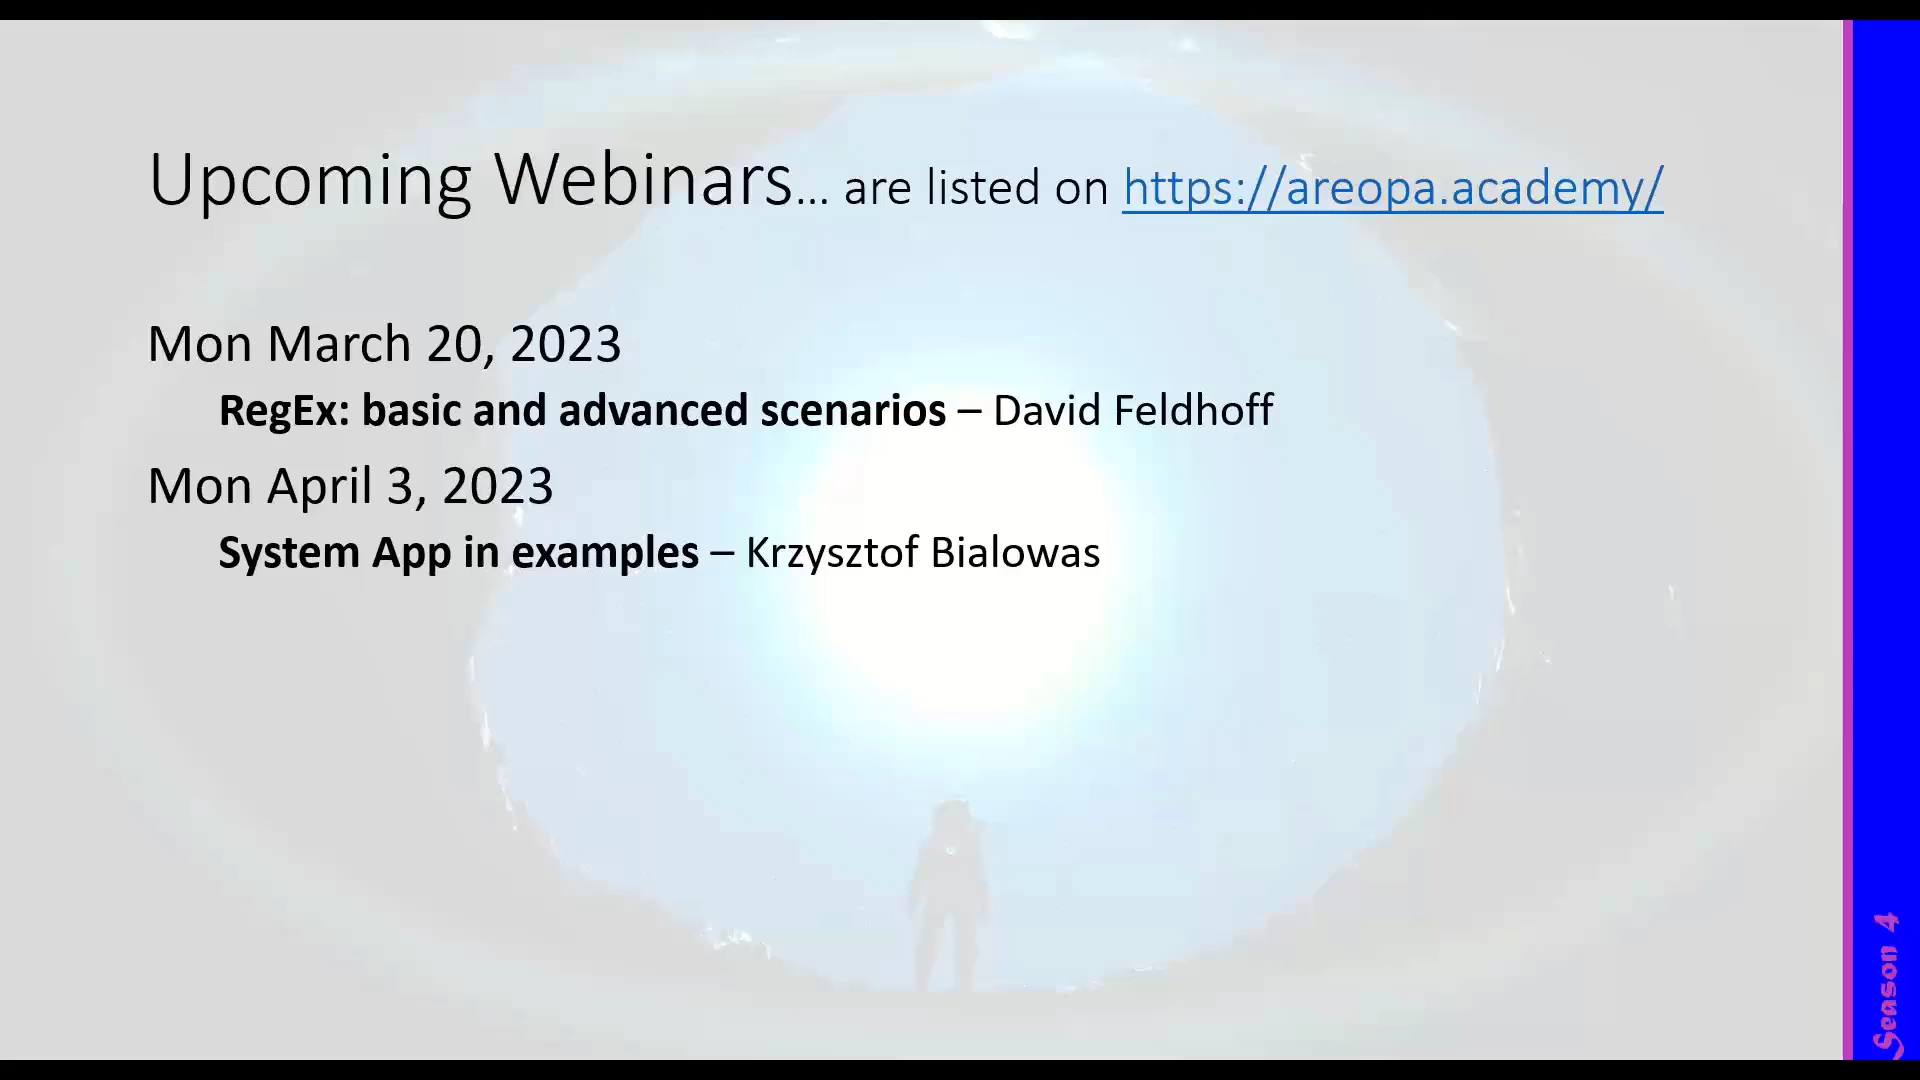 Upcoming Webinars... are listed on https://areopa.academy/
Mon March 20, 2023
RegEx: basic and advanced scenarios – David Feldhoff
Mon April 3, 2023
System App in examples – Krzysztof Bialowas
Season 4